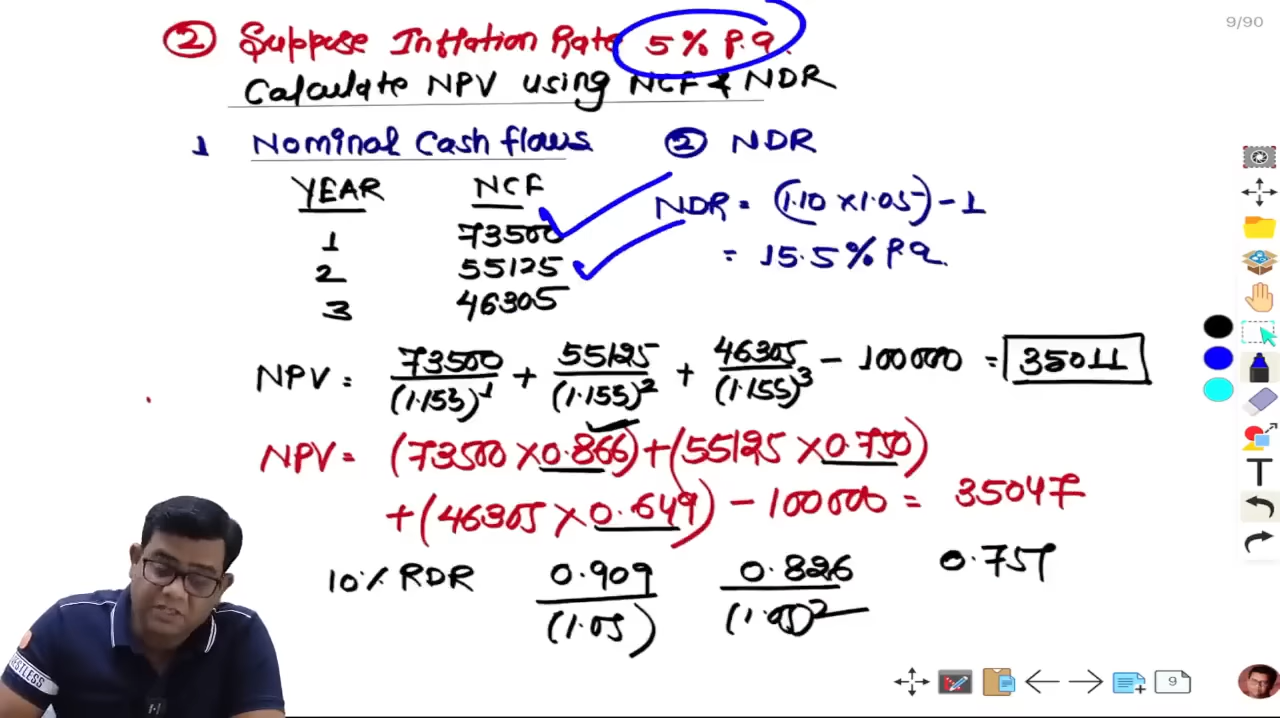 9/90
② Suppose Inflation Rate 5% P.a.
Calculate NPV using NCF & NDR
1 Nominal Cash flows ② NDR
YEAR NCF
NDR = (1.10 × 1.05) - 1
1 73500
= 15.5% P.a.
2 55125
3 46305
NPV = 73500/(1.155)^1 + 55125/(1.155)^2 + 46305/(1.155)^3 - 100000 = 35011
NPV = (73500 × 0.866) + (55125 × 0.750)
+ (46305 × 0.649) - 100000 = 35047
10% RDR 0.909/(1.05) 0.826/(1.05)^2 0.751
RESTLESS
9